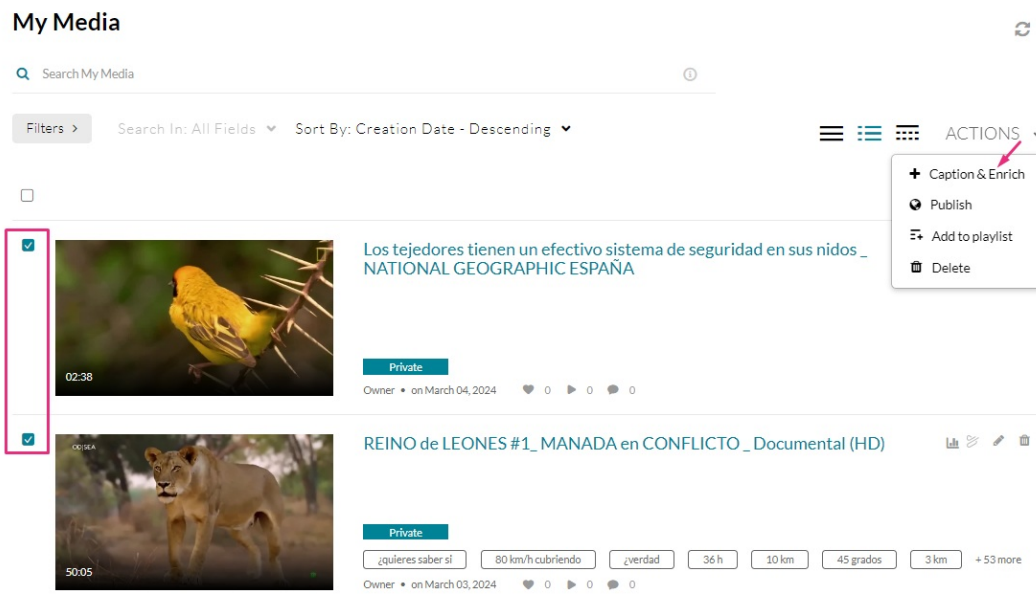 My Media
Search My Media
Filters >
Search In: All Fields
Sort By: Creation Date - Descending
ACTIONS
Caption & Enrich
Publish
Add to playlist
Delete
Los tejedores tienen un efectivo sistema de seguridad en sus nidos _
NATIONAL GEOGRAPHIC ESPAÑA
02:38
Private
Owner • on March 04, 2024 0 0 0
ODISEA
REINO de LEONES #1_ MANADA en CONFLICTO _ Documental (HD)
50:05
Private
¿quieres saber si 80 km/h cubriendo ¿verdad 36 h 10 km 45 grados 3 km + 53 more
Owner • on March 03, 2024 0 0 0